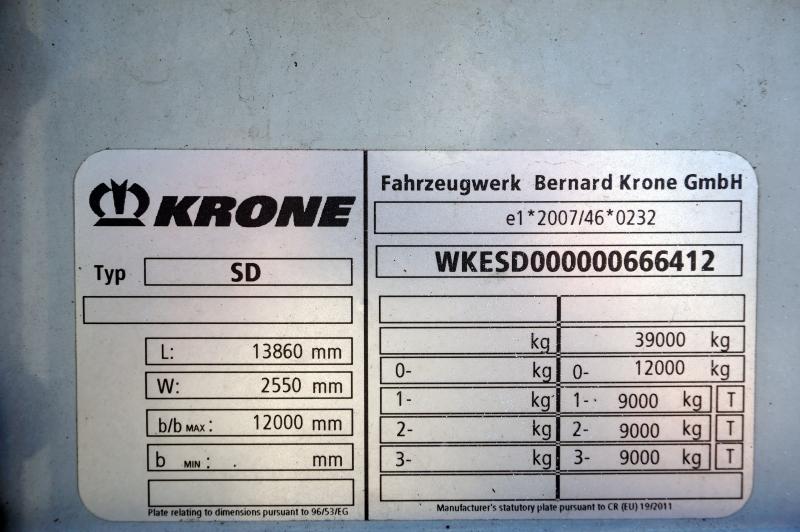 KRONE
Typ SD
L: 13860 mm
W: 2550 mm
b/b MAX : 12000 mm
b MIN : . mm
Plate relating to dimensions pursuant to 96/53/EG
Fahrzeugwerk Bernard Krone GmbH
e1*2007/46*0232
WKESD000000666412
kg 39000 kg
0- kg 0- 12000 kg
1- kg 1-· 9000 kg T
2- kg 2- 9000 kg T
3- kg 3- 9000 kg T
Manufacturer's statutory plate pursuant to CR (EU) 19/2011